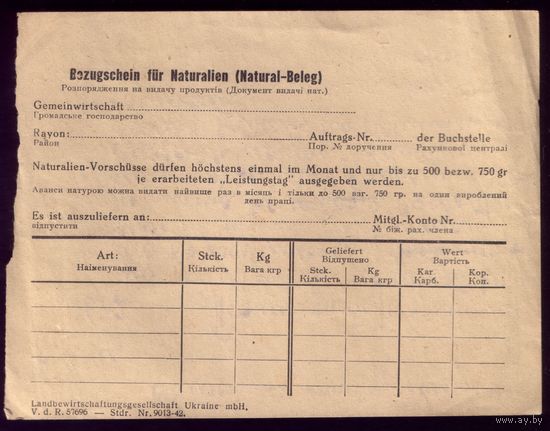 Bezugschein für Naturalien (Natural-Beleg)
Розпорядження на видачу продуктів (Документ видачі нат.)
Gemeinwirtschaft
Громадське господарство
Rayon: Auftrags-Nr. der Buchstelle
Район Пор. № доручення Рахункової централі
Naturalien-Vorschüsse dürfen höchstens einmal im Monat und nur bis zu 500 bezw. 750 gr
je erarbeiteten „Leistungstag" ausgegeben werden.
Аванси натурою можна видати найвище раз в місяць і тільки до 500 взг. 750 гр. на один вироблений
день праці.
Es ist auszuliefern an: Mitgl.-Konto Nr.
відпустити № біж. рах. члена
Art: Stck. Kg Geliefert Wert
Найменування Кількість Вага кгр Відпущено Вартість
Stck. Kg Kar. Kop.
Кількість Вага кгр Карб. Коп.
Landbewirtschaftungsgesellschaft Ukraine mbH.
V. d. R. 57696 — Stdr. Nr. 9013-42.
www.ay.by